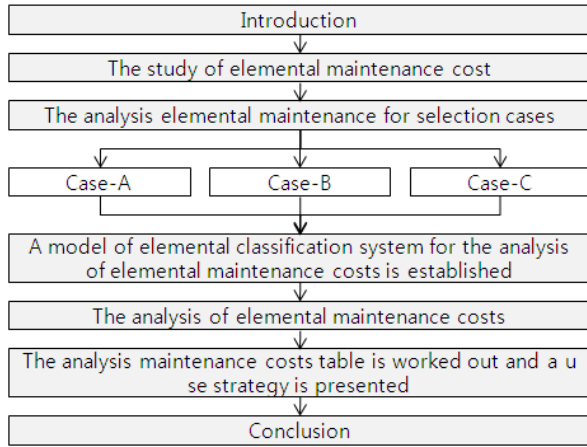 Introduction
The study of elemental maintenance cost
The analysis elemental maintenance for selection cases
Case-A Case-B Case-C
A model of elemental classification system for the analysis
of elemental maintenance costs is established
The analysis of elemental maintenance costs
The analysis maintenance costs table is worked out and a u
se strategy is presented
Conclusion